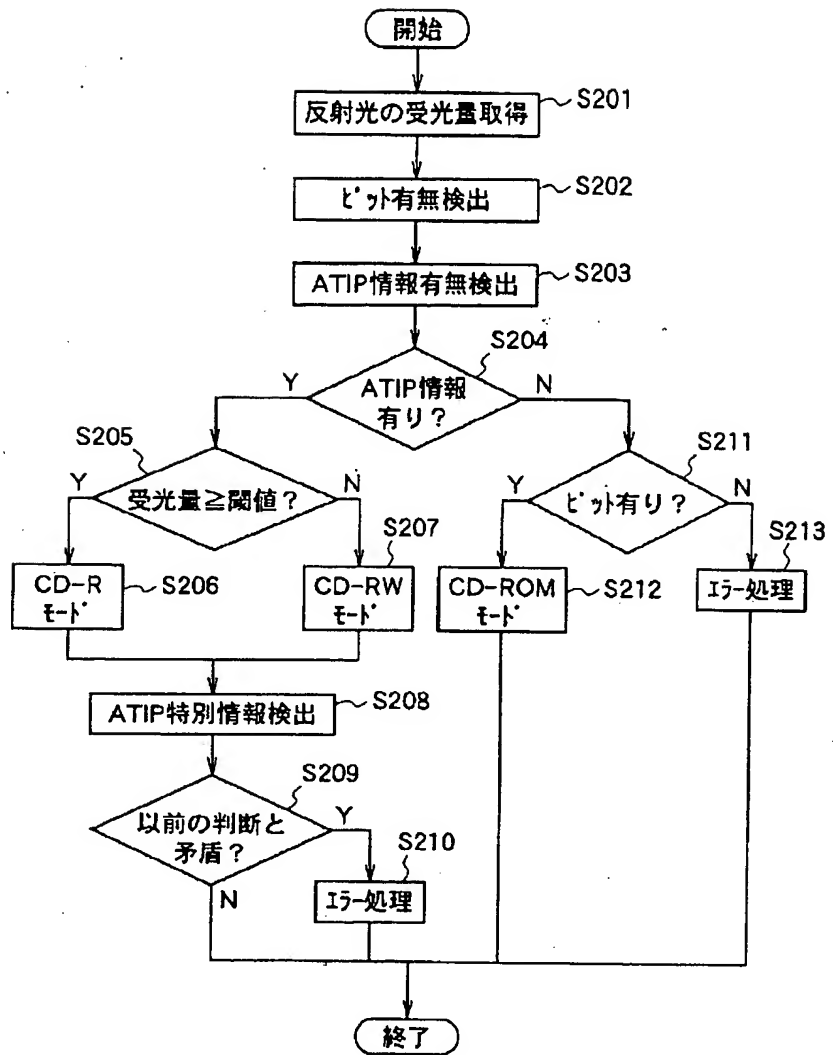 開始
反射光の受光量取得
S201
ﾋﾟｯﾄ有無検出
S202
ATIP情報有無検出
S203
S204
ATIP情報
有り?
Y
N
S205
受光量≧閾値?
Y
N
S211
ﾋﾟｯﾄ有り?
Y
N
CD-R
ﾓｰﾄﾞ
S206
S207
CD-RW
ﾓｰﾄﾞ
CD-ROM
ﾓｰﾄﾞ
S212
S213
ｴﾗｰ処理
ATIP特別情報検出
S208
S209
以前の判断と
矛盾?
Y
N
S210
ｴﾗｰ処理
終了